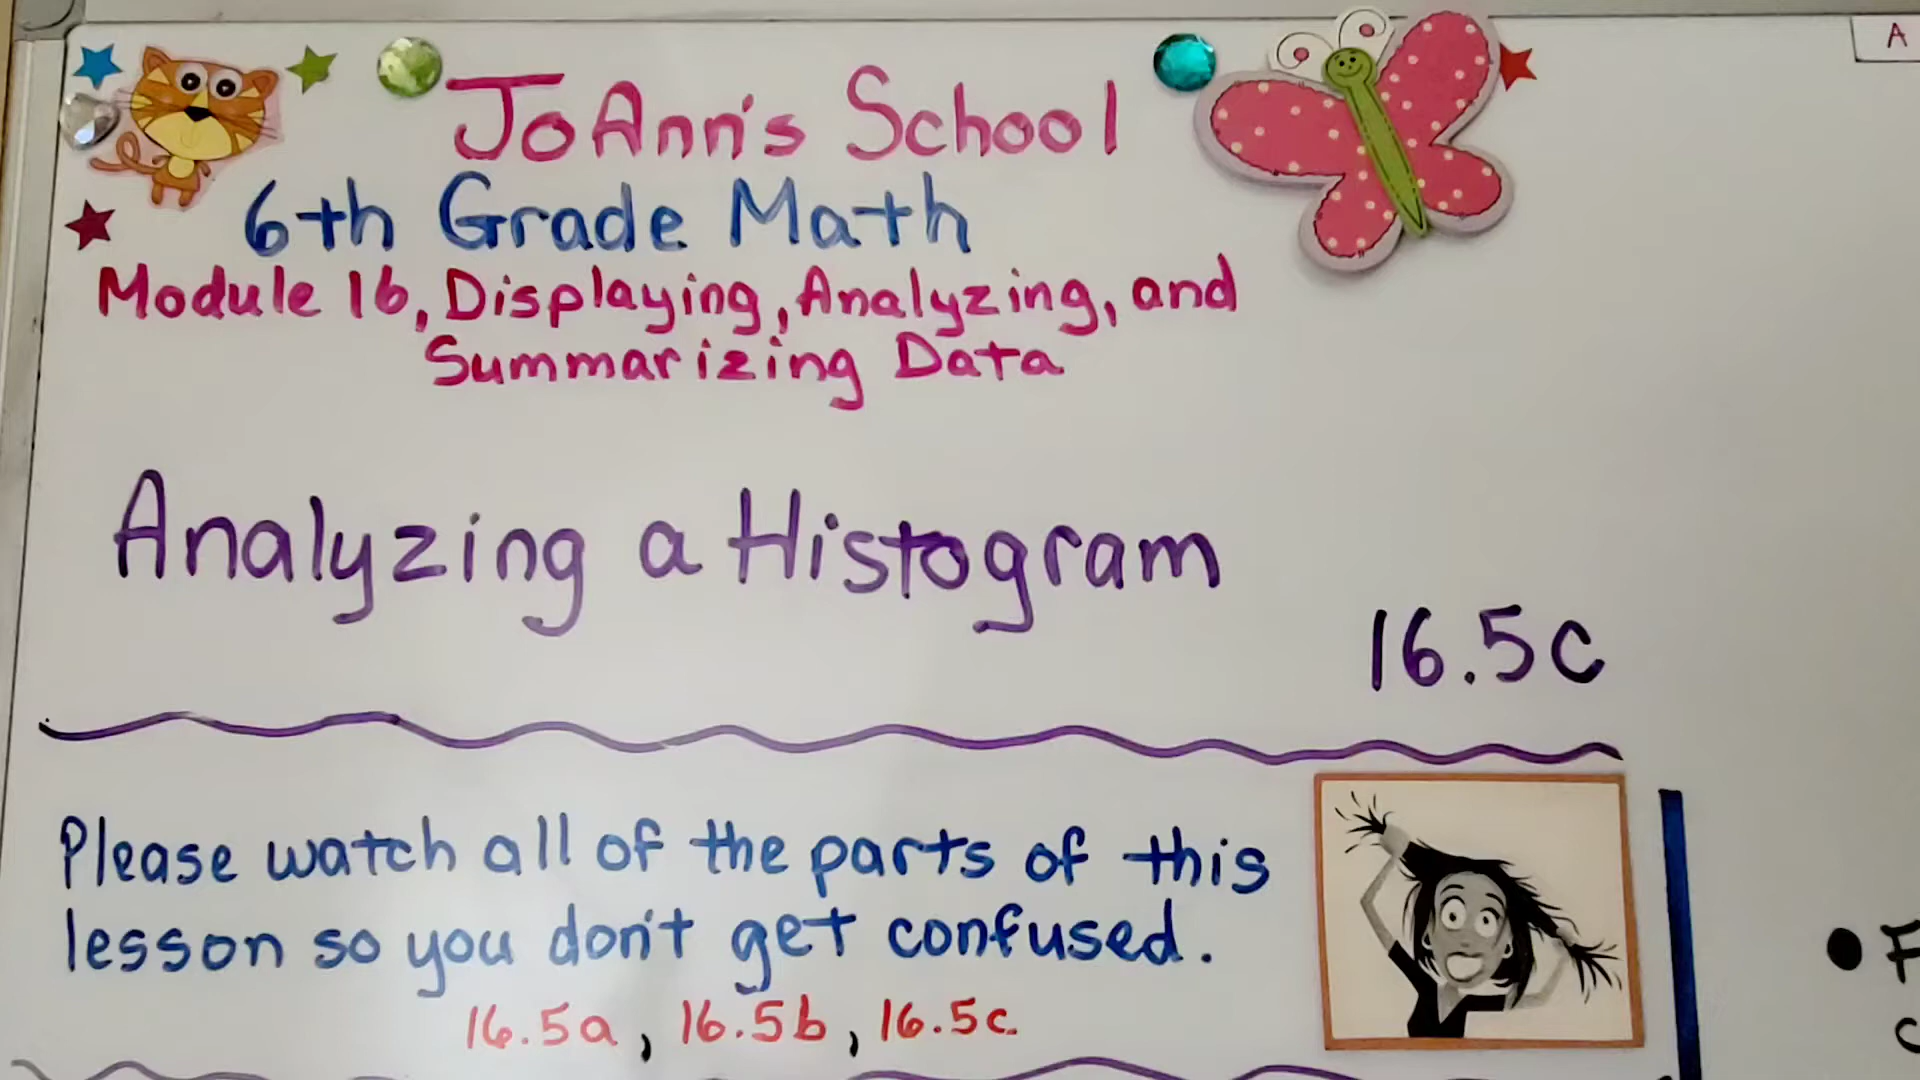 JoAnn's School
6th Grade Math
Module 16, Displaying, Analyzing, and
Summarizing Data
Analyzing a Histogram
16.5c
Please watch all of the parts of this
lesson so you don't get confused.
16.5a, 16.5b, 16.5c
A